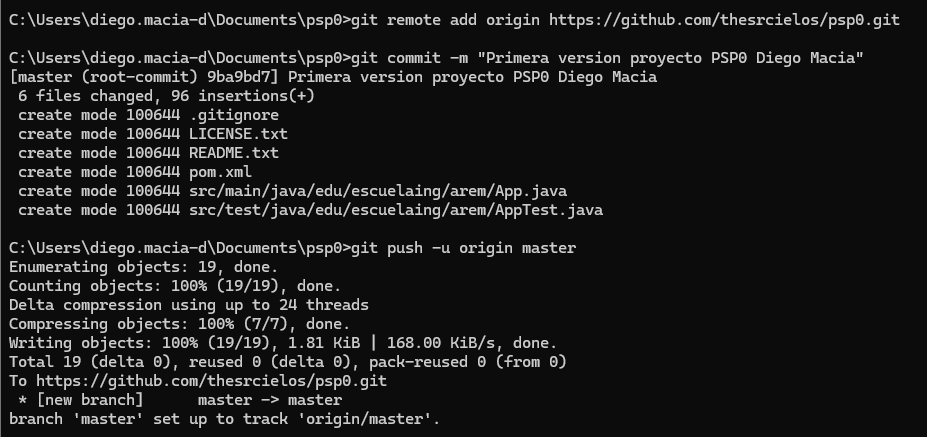 C:\Users\diego.macia-d\Documents\psp0>git remote add origin https://github.com/thesrcielos/psp0.git
C:\Users\diego.macia-d\Documents\psp0>git commit -m "Primera version proyecto PSP0 Diego Macia"
[master (root-commit) 9ba9bd7] Primera version proyecto PSP0 Diego Macia
 6 files changed, 96 insertions(+)
 create mode 100644 .gitignore
 create mode 100644 LICENSE.txt
 create mode 100644 README.txt
 create mode 100644 pom.xml
 create mode 100644 src/main/java/edu/escuelaing/arem/App.java
 create mode 100644 src/test/java/edu/escuelaing/arem/AppTest.java
C:\Users\diego.macia-d\Documents\psp0>git push -u origin master
Enumerating objects: 19, done.
Counting objects: 100% (19/19), done.
Delta compression using up to 24 threads
Compressing objects: 100% (7/7), done.
Writing objects: 100% (19/19), 1.81 KiB | 168.00 KiB/s, done.
Total 19 (delta 0), reused 0 (delta 0), pack-reused 0 (from 0)
To https://github.com/thesrcielos/psp0.git
 * [new branch]      master -> master
branch 'master' set up to track 'origin/master'.